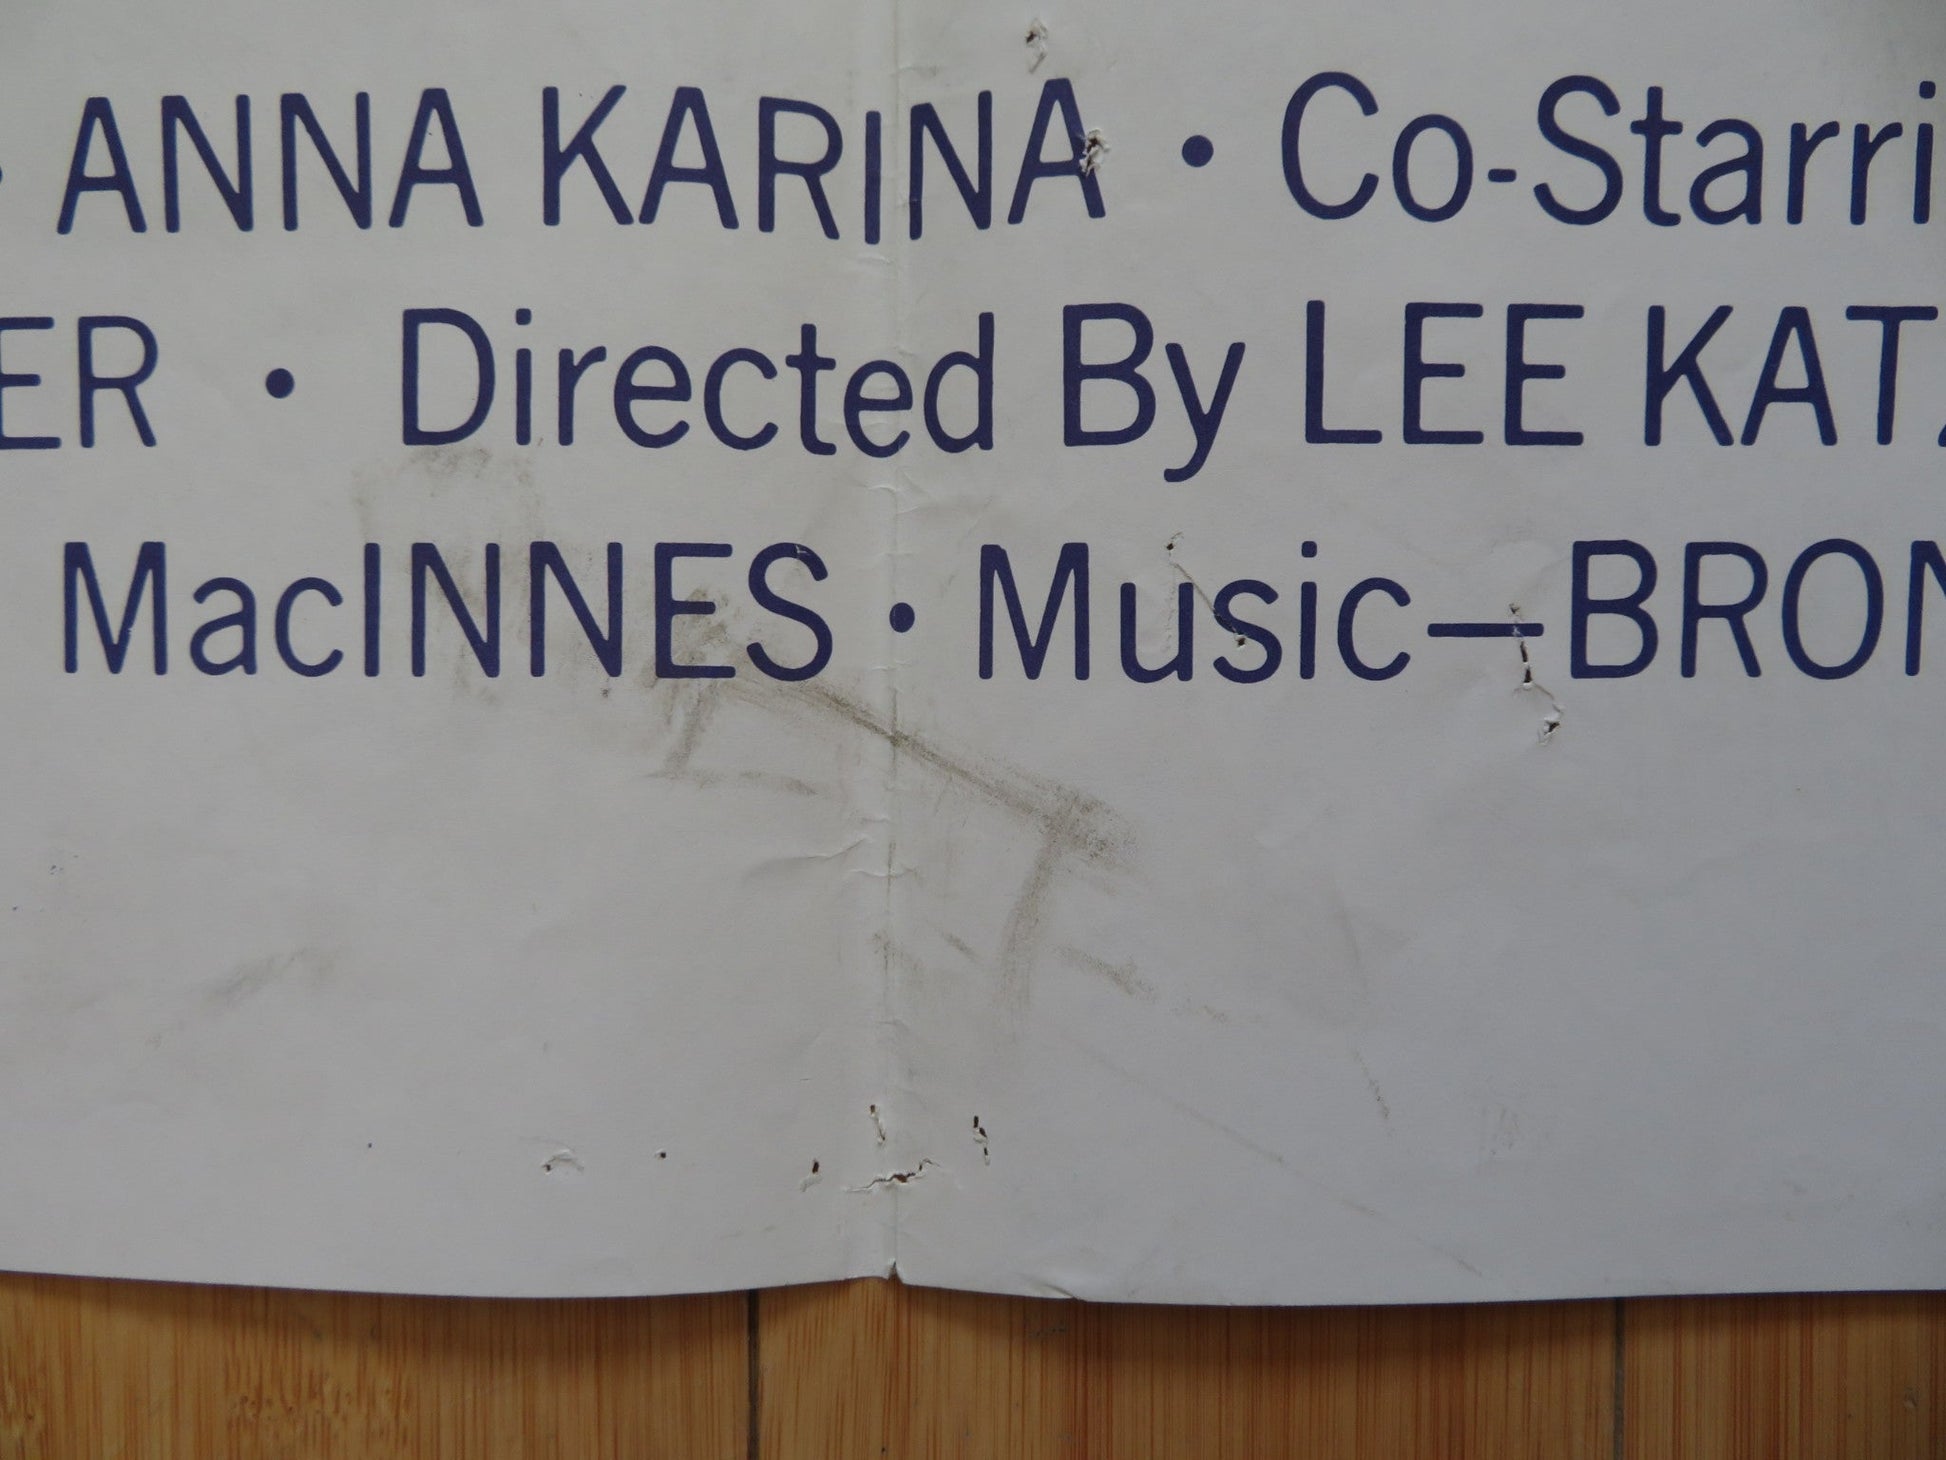 • ANNA KARINA • Co-Starri
ER • Directed By LEE KAT
MacINNES • Music—BRON